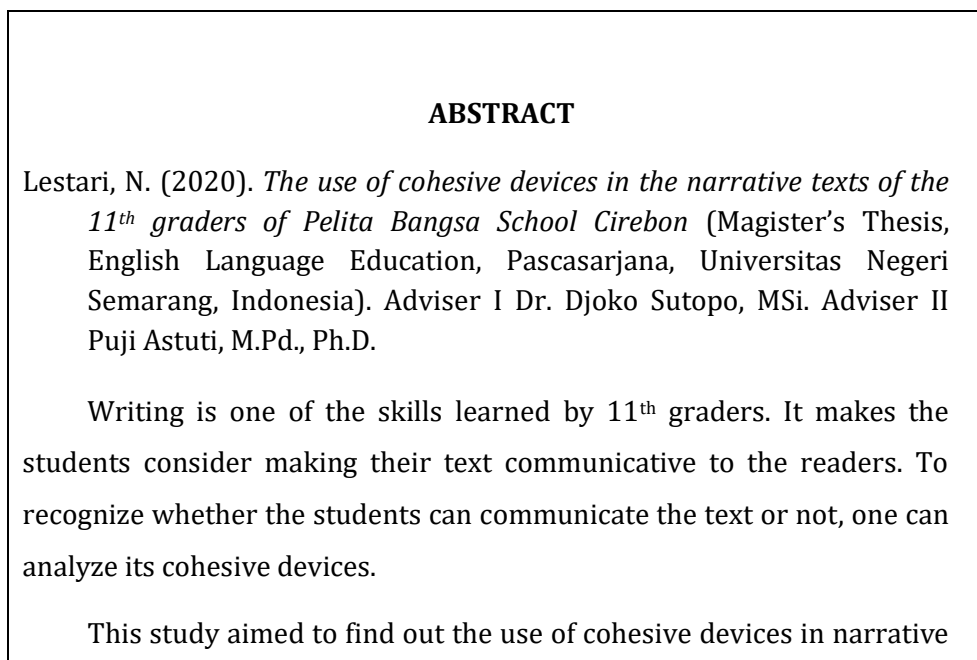 ABSTRACT
Lestari, N. (2020). The use of cohesive devices in the narrative texts of the
11th graders of Pelita Bangsa School Cirebon (Magister’s Thesis,
English Language Education, Pascasarjana, Universitas Negeri
Semarang, Indonesia). Adviser I Dr. Djoko Sutopo, MSi. Adviser II
Puji Astuti, M.Pd., Ph.D.
Writing is one of the skills learned by 11th graders. It makes the
students consider making their text communicative to the readers. To
recognize whether the students can communicate the text or not, one can
analyze its cohesive devices.
This study aimed to find out the use of cohesive devices in narrative